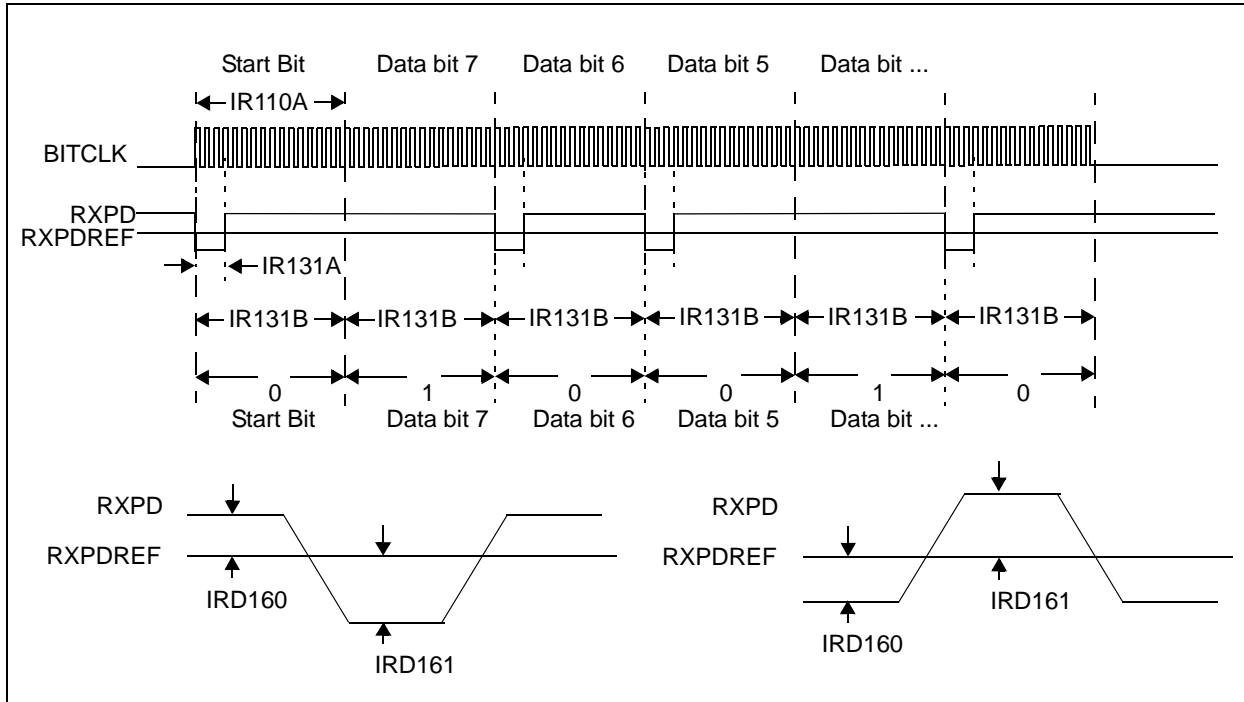 Start Bit Data bit 7 Data bit 6 Data bit 5 Data bit ...
IR110A
BITCLK
RXPD
RXPDREF
IR131A
IR131B IR131B IR131B IR131B IR131B IR131B
0 1 0 0 1 0
Start Bit Data bit 7 Data bit 6 Data bit 5 Data bit ...
RXPD
RXPDREF
IRD160
IRD161
RXPD
RXPDREF
IRD161
IRD160